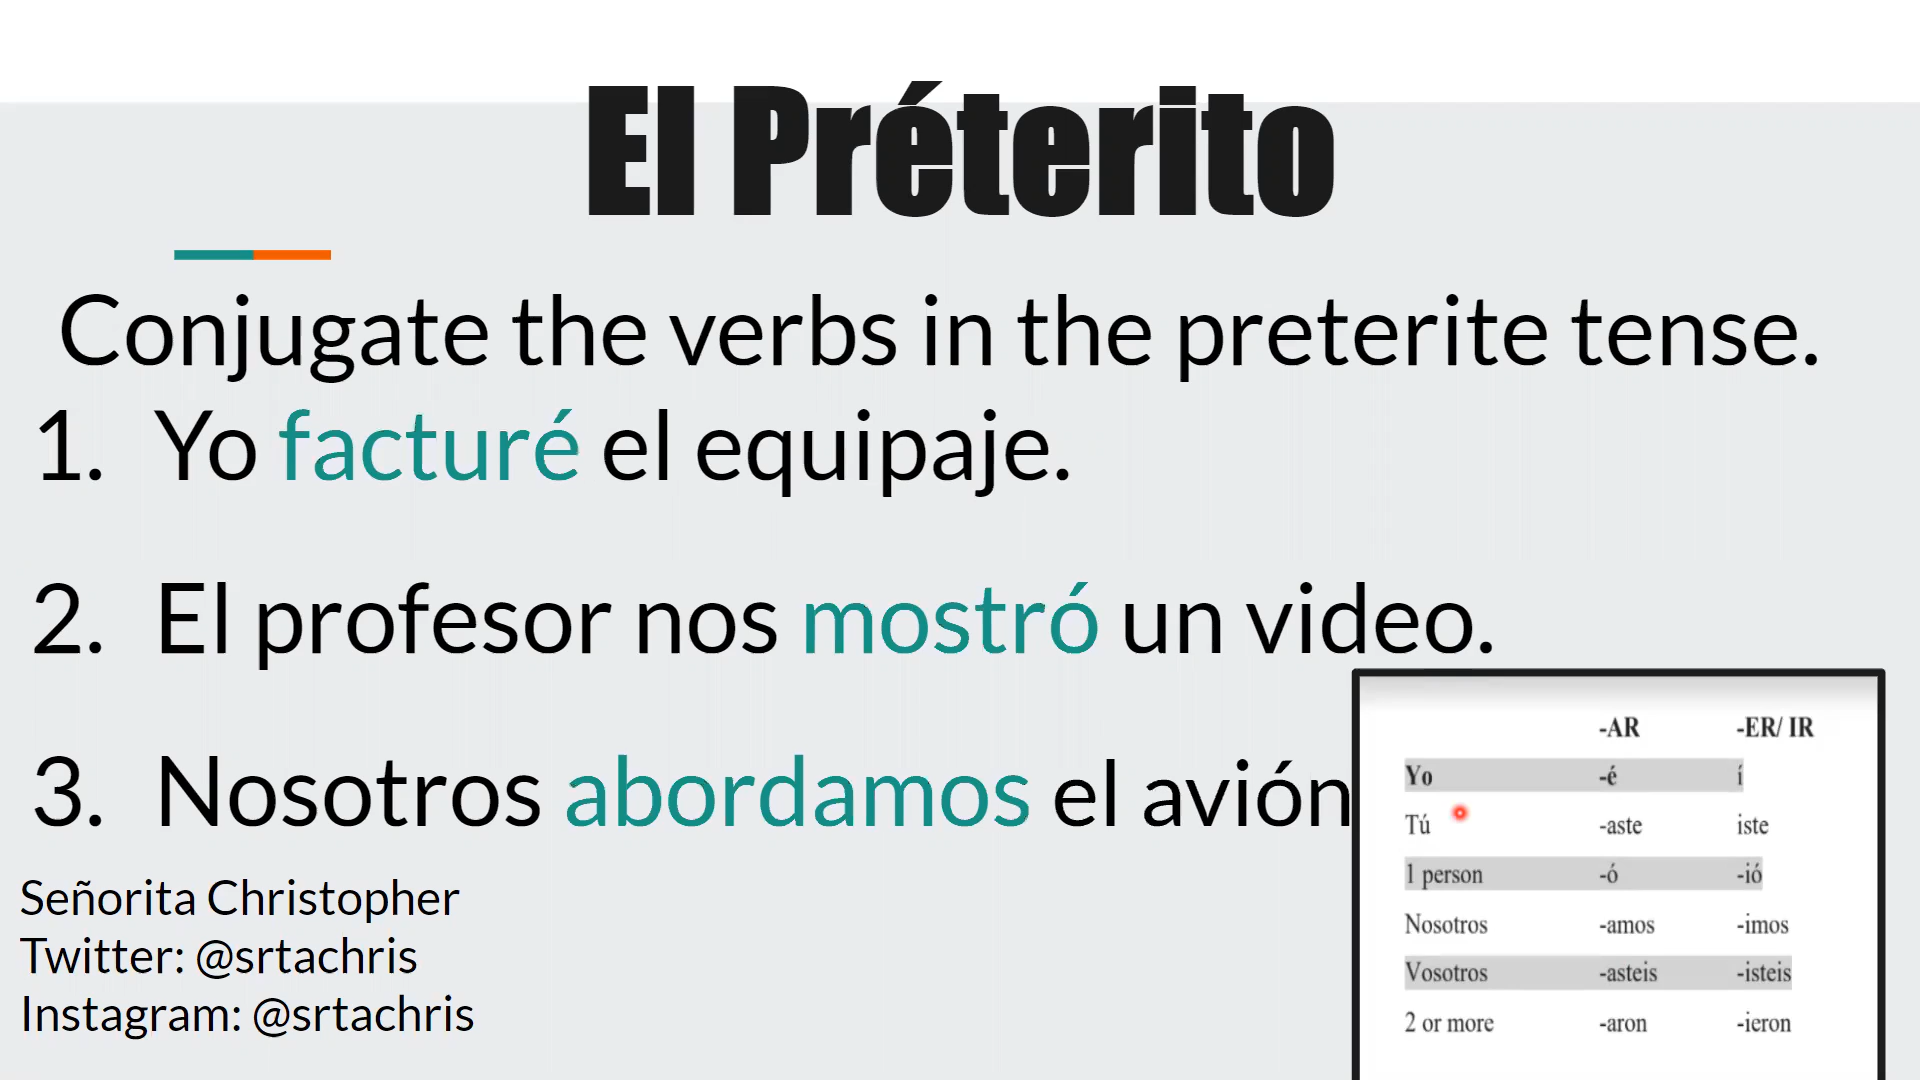 El Préterito
Conjugate the verbs in the preterite tense.
1. Yo facturé el equipaje.
2. El profesor nos mostró un video.
3. Nosotros abordamos el avión
Señorita Christopher
Twitter: @srtachris
Instagram: @srtachris
-AR -ER/ IR
Yo -é í
Tú -aste iste
1 person -ó -ió
Nosotros -amos -imos
Vosotros -asteis -isteis
2 or more -aron -ieron